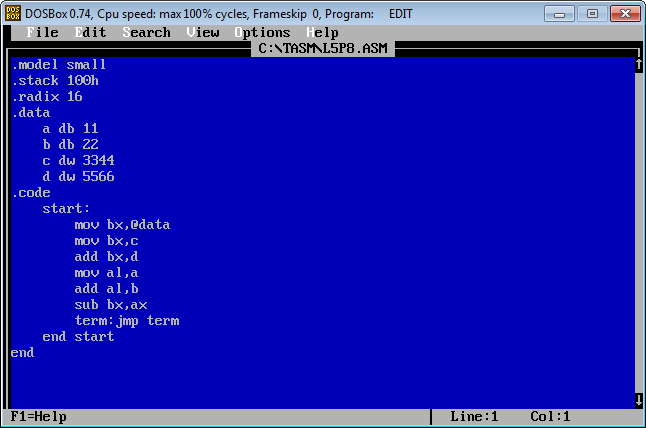 DOSBox 0.74, Cpu speed: max 100% cycles, Frameskip 0, Program: EDIT
File Edit Search View Options Help
C:\TASM\L5P8.ASM
.model small
.stack 100h
.radix 16
.data
a db 11
b db 22
c dw 3344
d dw 5566
.code
start:
mov bx,@data
mov bx,c
add bx,d
mov al,a
add al,b
sub bx,ax
term:jmp term
end start
end
F1=Help Line:1 Col:1